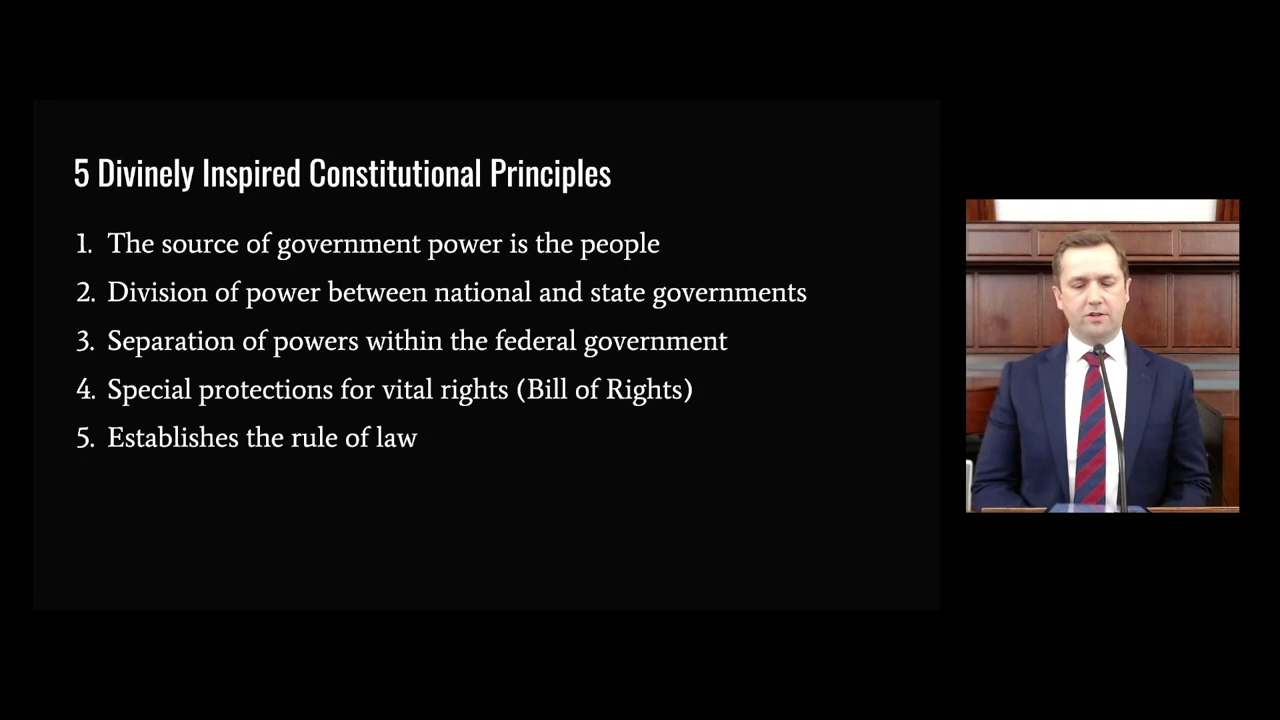 5 Divinely Inspired Constitutional Principles
1. The source of government power is the people
2. Division of power between national and state governments
3. Separation of powers within the federal government
4. Special protections for vital rights (Bill of Rights)
5. Establishes the rule of law